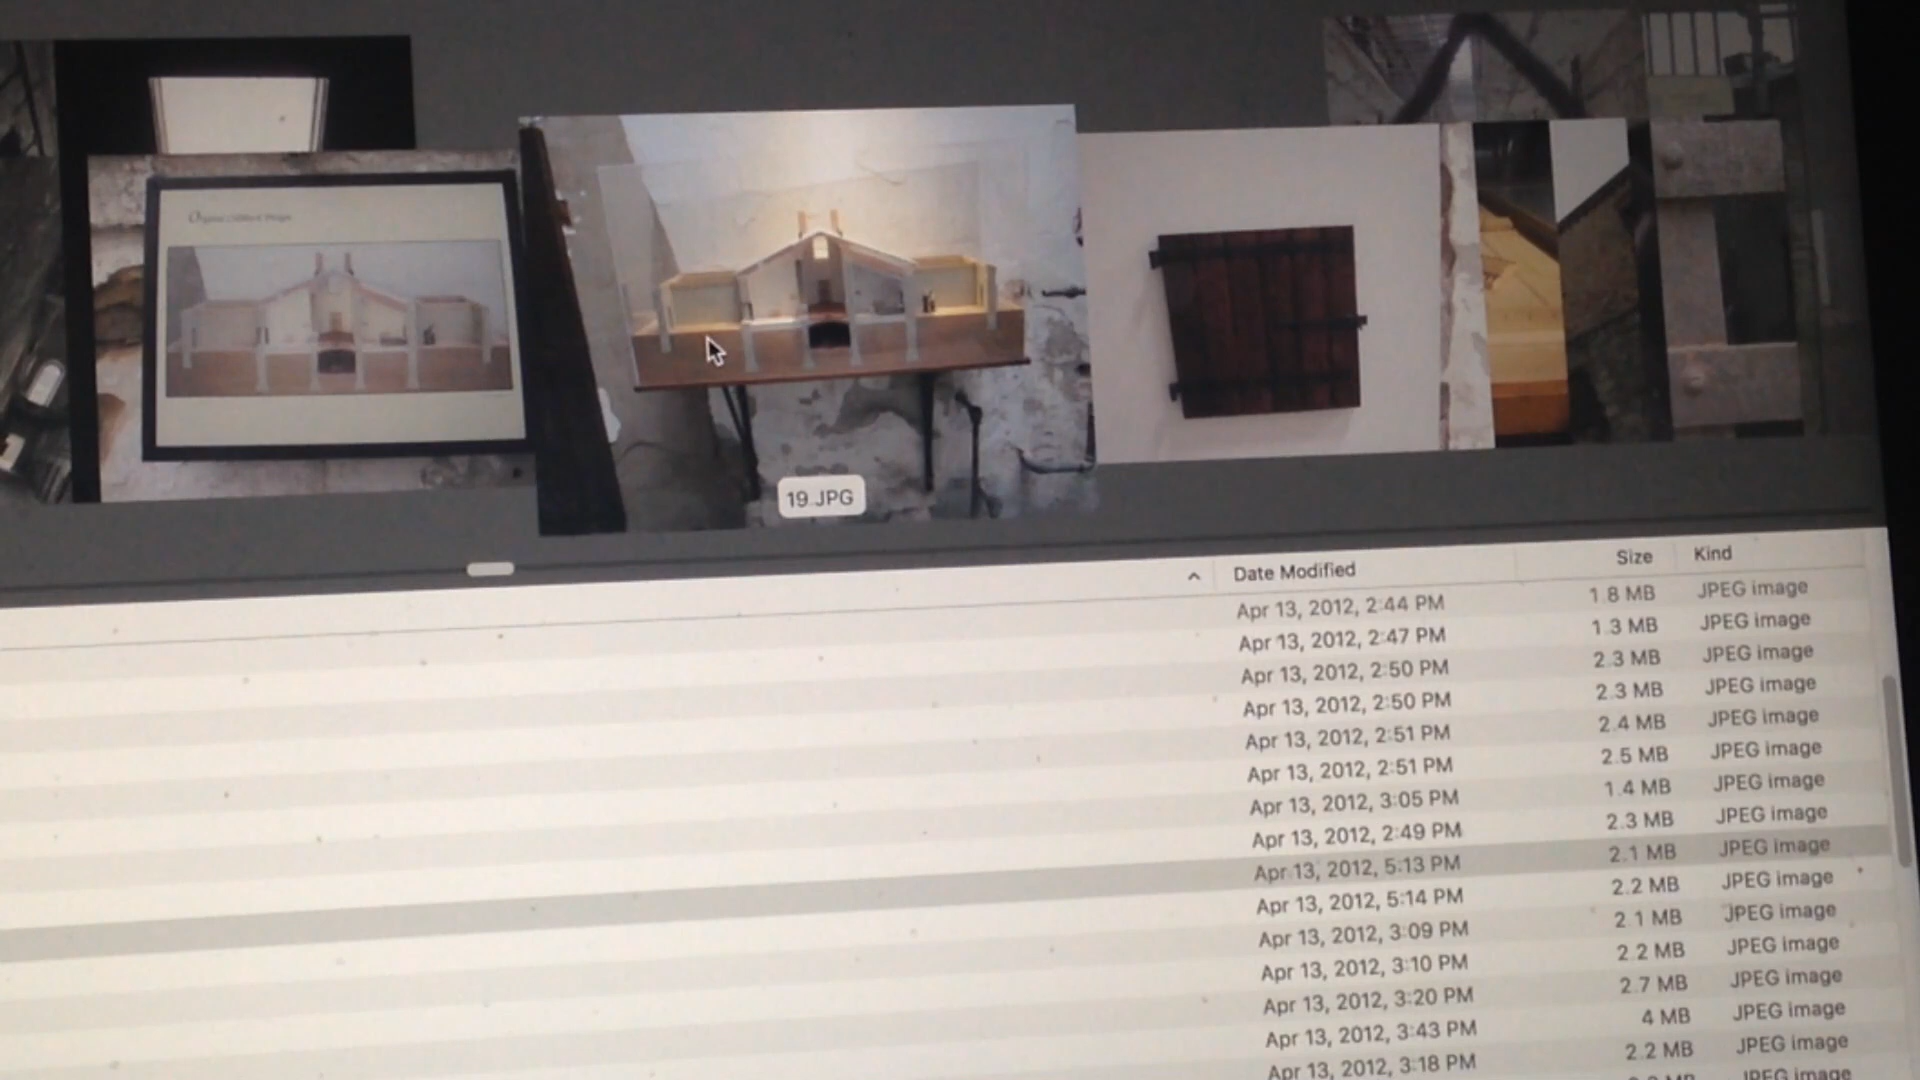 19.JPG
Date Modified Size Kind
Apr 13, 2012, 2:44 PM 1.8 MB JPEG image
Apr 13, 2012, 2:47 PM 1.3 MB JPEG image
Apr 13, 2012, 2:50 PM 2.3 MB JPEG image
Apr 13, 2012, 2:50 PM 2.3 MB JPEG image
Apr 13, 2012, 2:51 PM 2.4 MB JPEG image
Apr 13, 2012, 2:51 PM 2.5 MB JPEG image
Apr 13, 2012, 3:05 PM 1.4 MB JPEG image
Apr 13, 2012, 2:49 PM 2.3 MB JPEG image
Apr 13, 2012, 5:13 PM 2.1 MB JPEG image
Apr 13, 2012, 5:14 PM 2.2 MB JPEG image
Apr 13, 2012, 3:09 PM 2.1 MB JPEG image
Apr 13, 2012, 3:10 PM 2.2 MB JPEG image
Apr 13, 2012, 3:20 PM 2.7 MB JPEG image
Apr 13, 2012, 3:43 PM 4 MB JPEG image
Apr 13, 2012, 3:18 PM 2.2 MB JPEG image
MB JPEG image